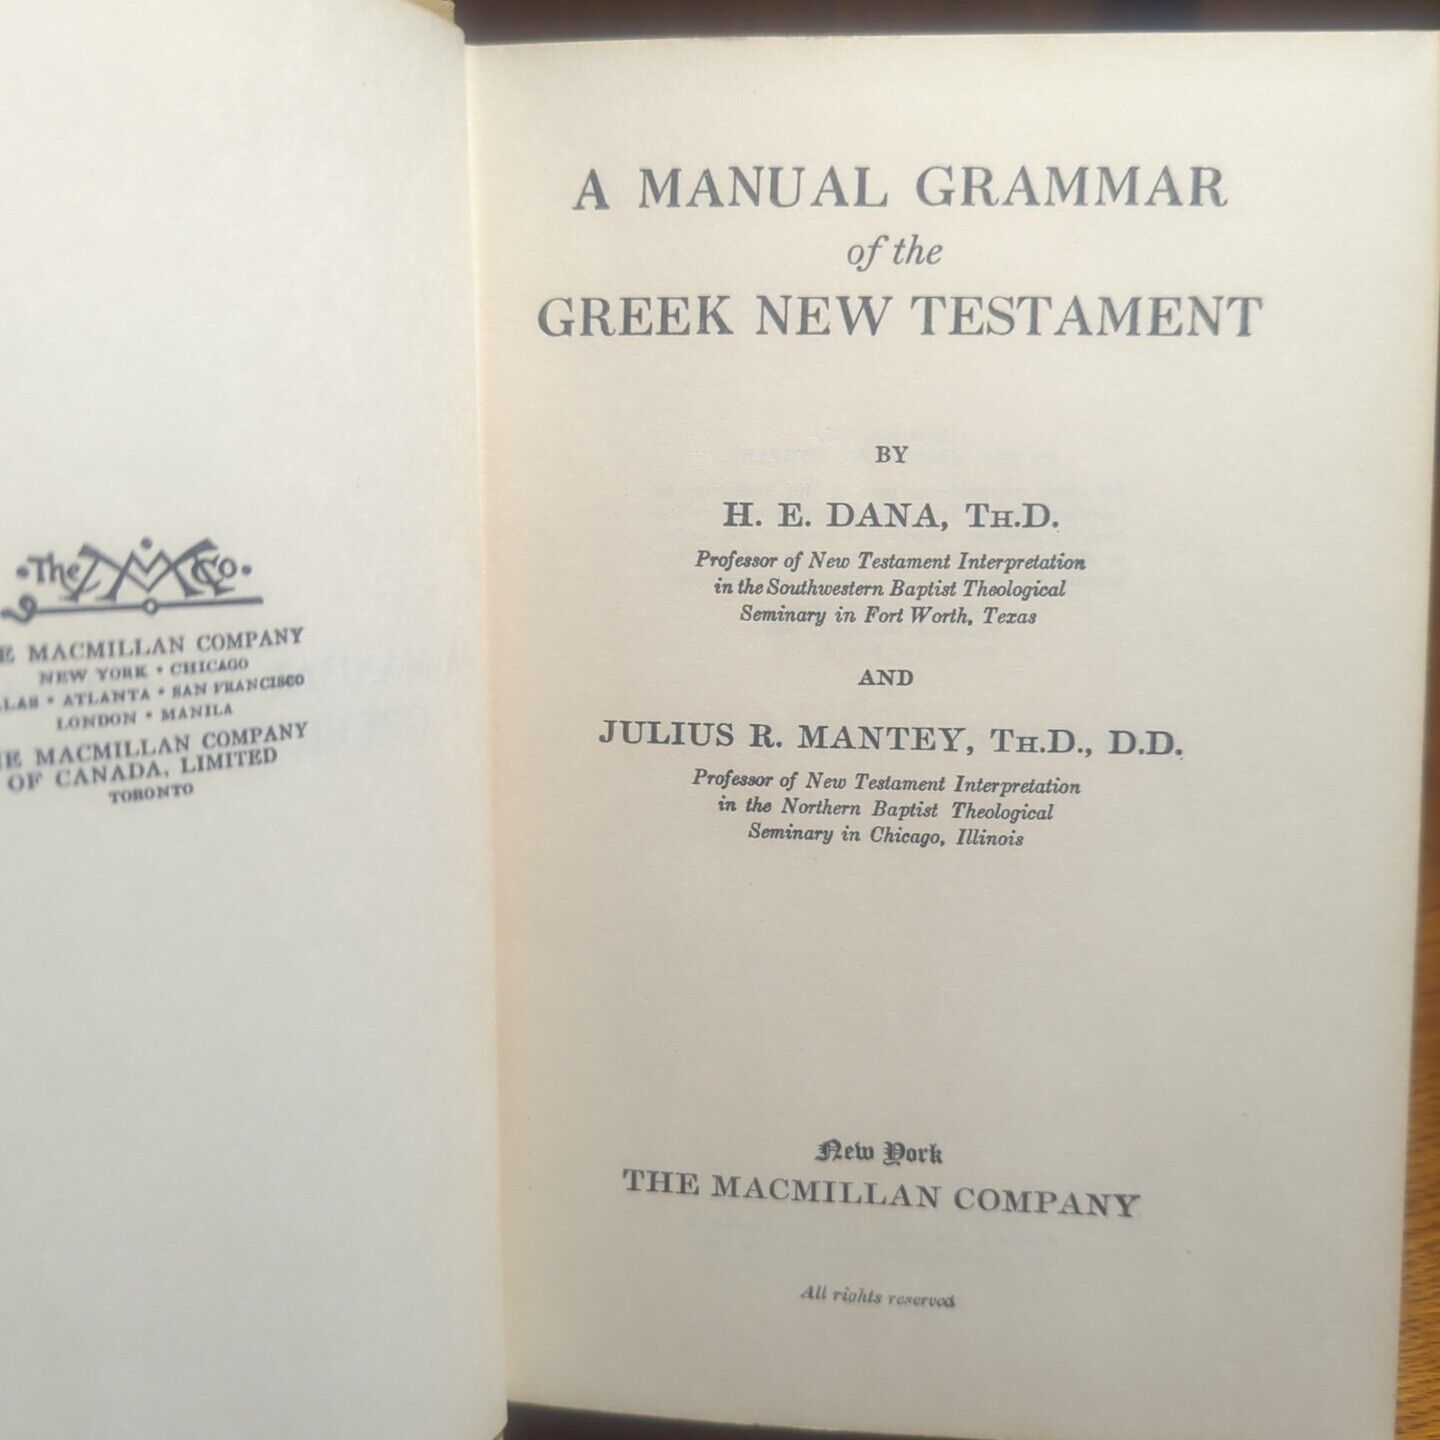 The MM Co.
MACMILLAN COMPANY
NEW YORK • CHICAGO
• ATLANTA • SAN FRANCISCO
LONDON • MANILA
MACMILLAN COMPANY
OF CANADA, LIMITED
TORONTO
A MANUAL GRAMMAR
of the
GREEK NEW TESTAMENT
BY
H. E. DANA, TH.D.
Professor of New Testament Interpretation
in the Southwestern Baptist Theological
Seminary in Fort Worth, Texas
AND
JULIUS R. MANTEY, TH.D., D.D.
Professor of New Testament Interpretation
in the Northern Baptist Theological
Seminary in Chicago, Illinois
New York
THE MACMILLAN COMPANY
All rights reserved